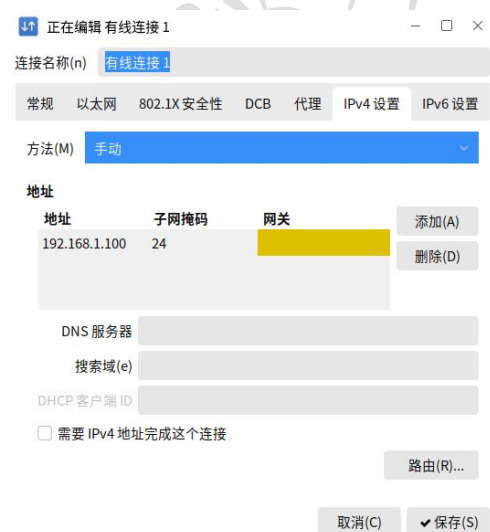 正在编辑 有线连接 1
连接名称(n) 有线连接 1
常规 以太网 802.1X 安全性 DCB 代理 IPv4 设置 IPv6 设置
方法(M) 手动
地址
地址 子网掩码 网关 添加(A)
192.168.1.100 24
删除(D)
DNS 服务器
搜索域(e)
DHCP 客户端 ID
需要 IPv4 地址完成这个连接
路由(R)...
取消(C) 保存(S)